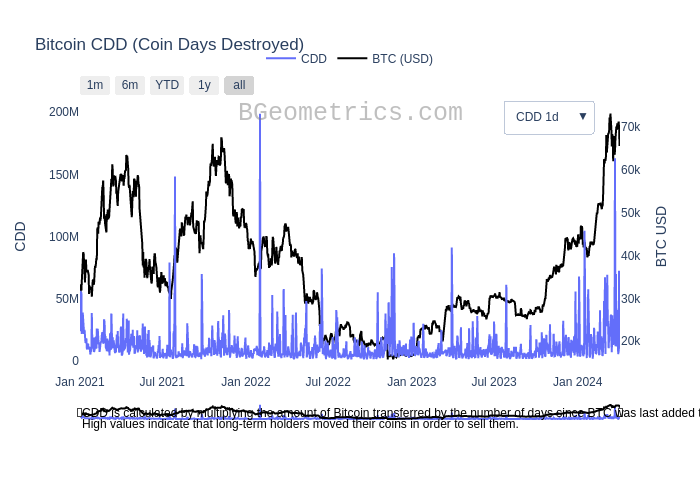 Bitcoin CDD (Coin Days Destroyed)
CDD BTC (USD)
1m 6m YTD 1y all
BGeometrics.com
CDD 1d ▼
200M
150M
100M
50M
0
CDD
70k
60k
50k
40k
30k
20k
BTC USD
Jan 2021 Jul 2021 Jan 2022 Jul 2022 Jan 2023 Jul 2023 Jan 2024
CDD is calculated by multiplying the amount of Bitcoin transferred by the number of days since BTC was last added t
High values indicate that long-term holders moved their coins in order to sell them.